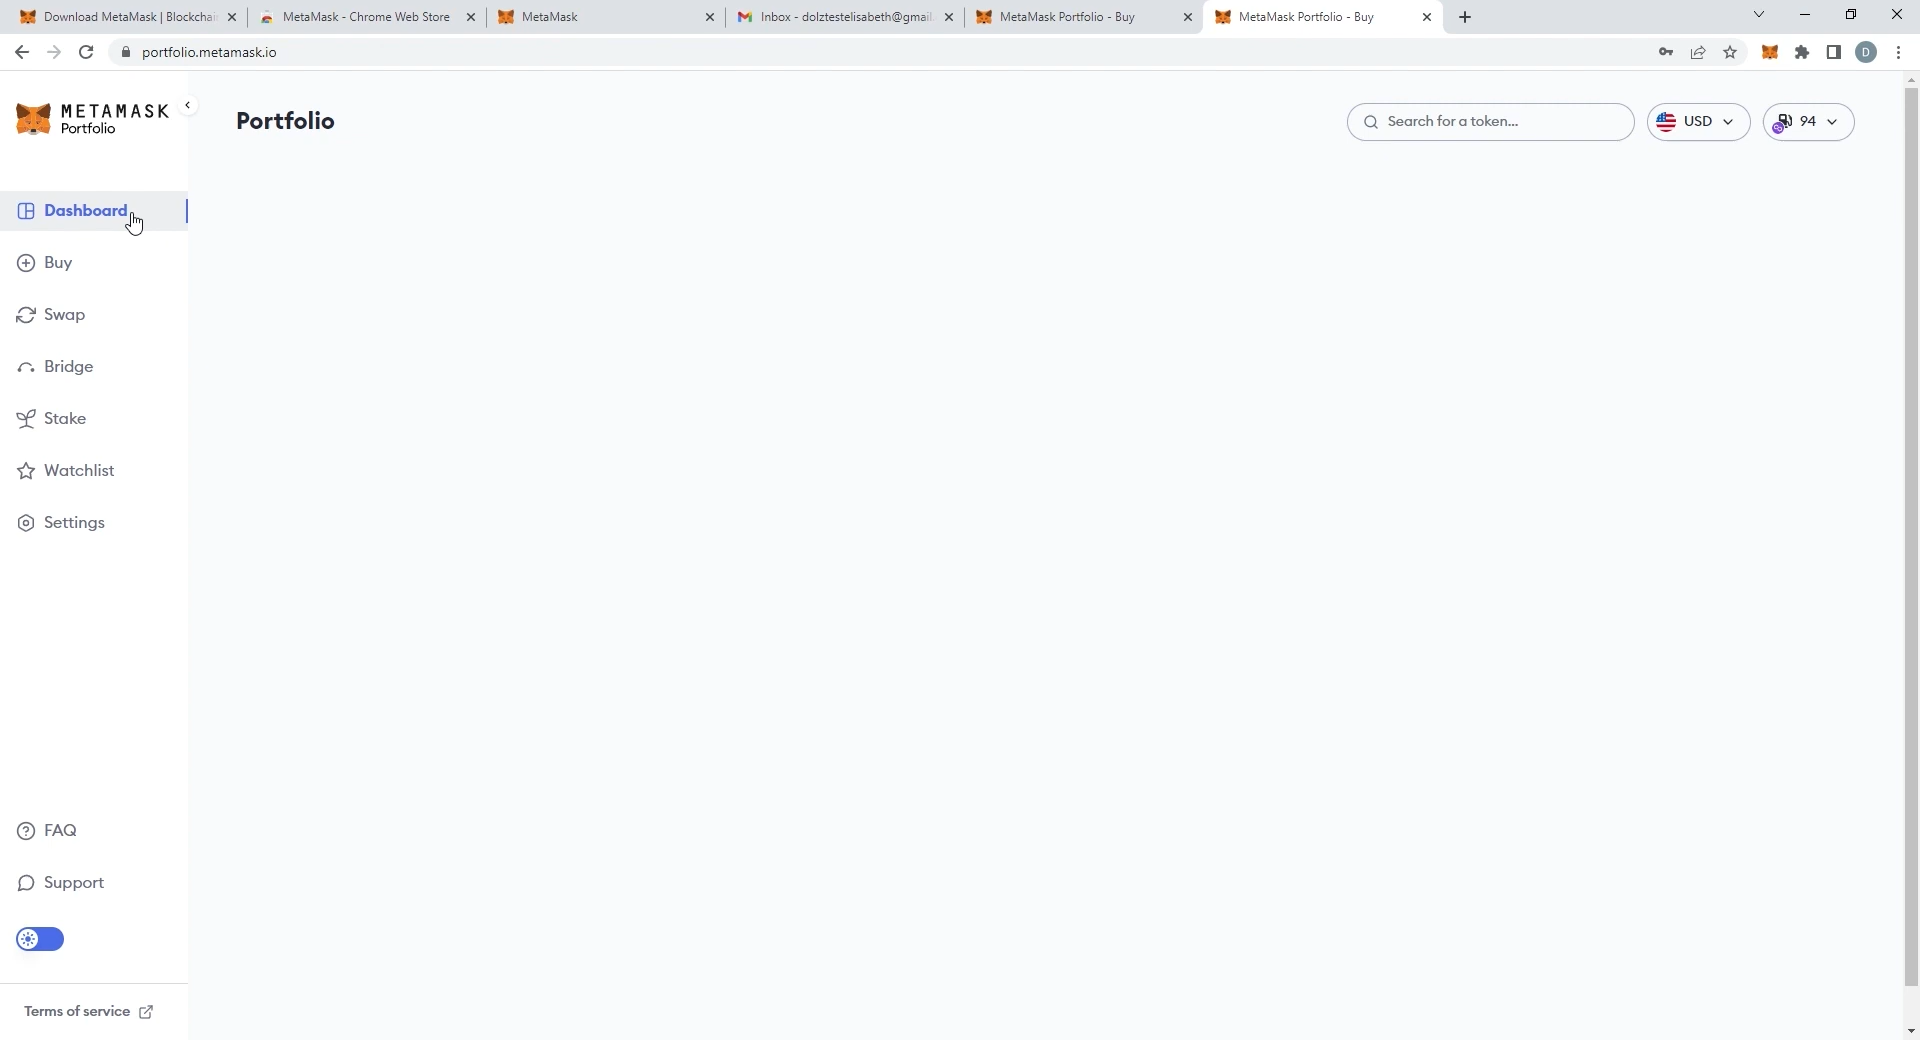 Download MetaMask | Blockchai
MetaMask - Chrome Web Store
MetaMask
Inbox - dolztestelisabeth@gmail.
MetaMask Portfolio - Buy
MetaMask Portfolio - Buy
portfolio.metamask.io
D
METAMASK
Portfolio
Portfolio
Search for a token...
USD
94
Dashboard
Buy
Swap
Bridge
Stake
Watchlist
Settings
FAQ
Support
Terms of service